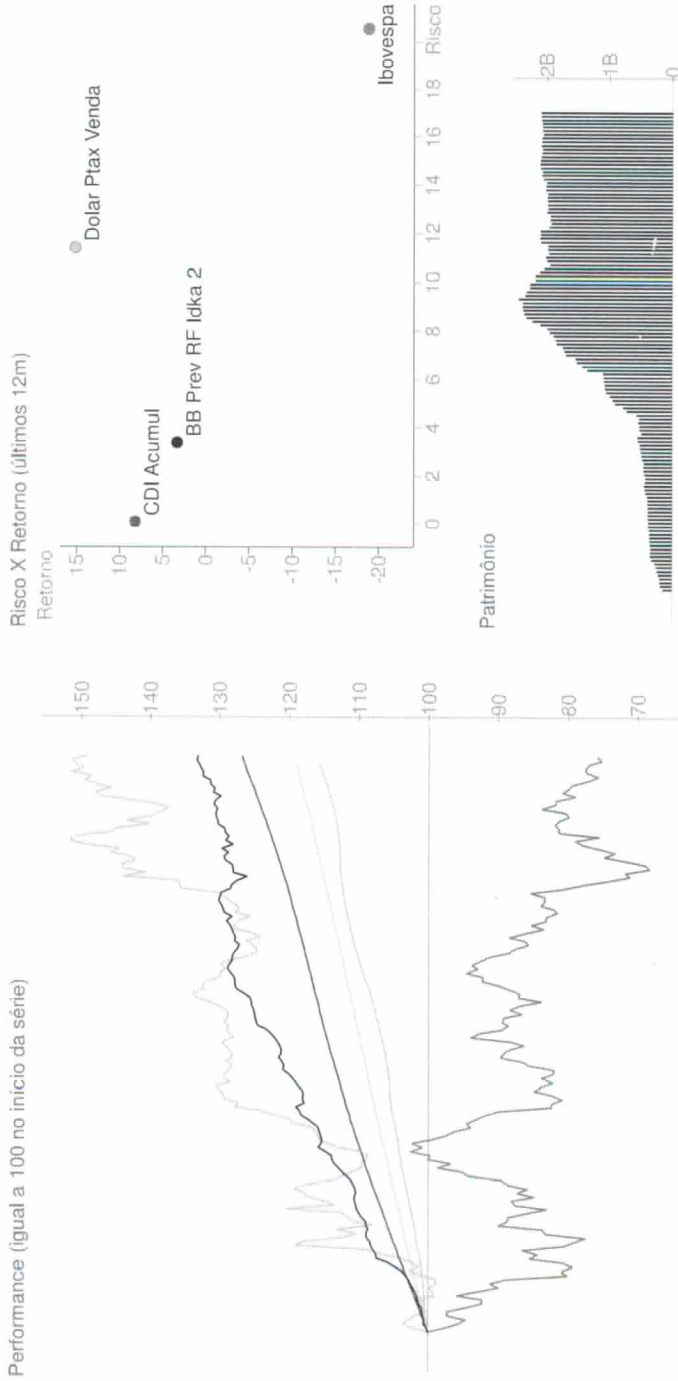 Performance (igual a 100 no início da série)
150
140
130
120
110
100
90
80
70
Risco X Retorno (últimos 12m)
Retorno
15
10
5
0
-5
-10
-15
-20
CDI Acumul
BB Prev RF Idka 2
Dolar Ptax Venda
Ibovespa
0
2
4
6
8
10
12
14
16
18
Risco
Patrimônio
2B
1B
0